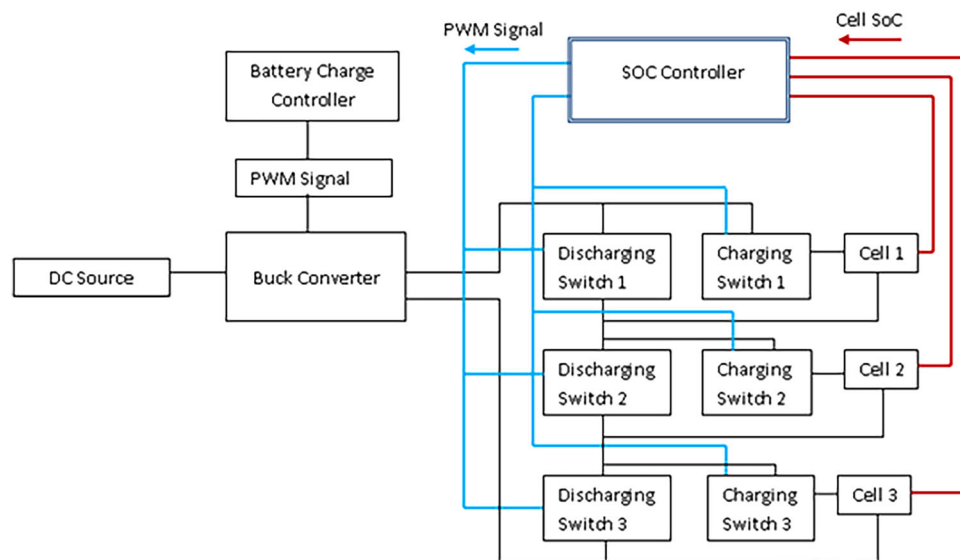 PWM Signal
Cell SoC
Battery Charge
Controller
SOC Controller
PWM Signal
DC Source
Buck Converter
Discharging
Switch 1
Charging
Switch 1
Cell 1
Discharging
Switch 2
Charging
Switch 2
Cell 2
Discharging
Switch 3
Charging
Switch 3
Cell 3